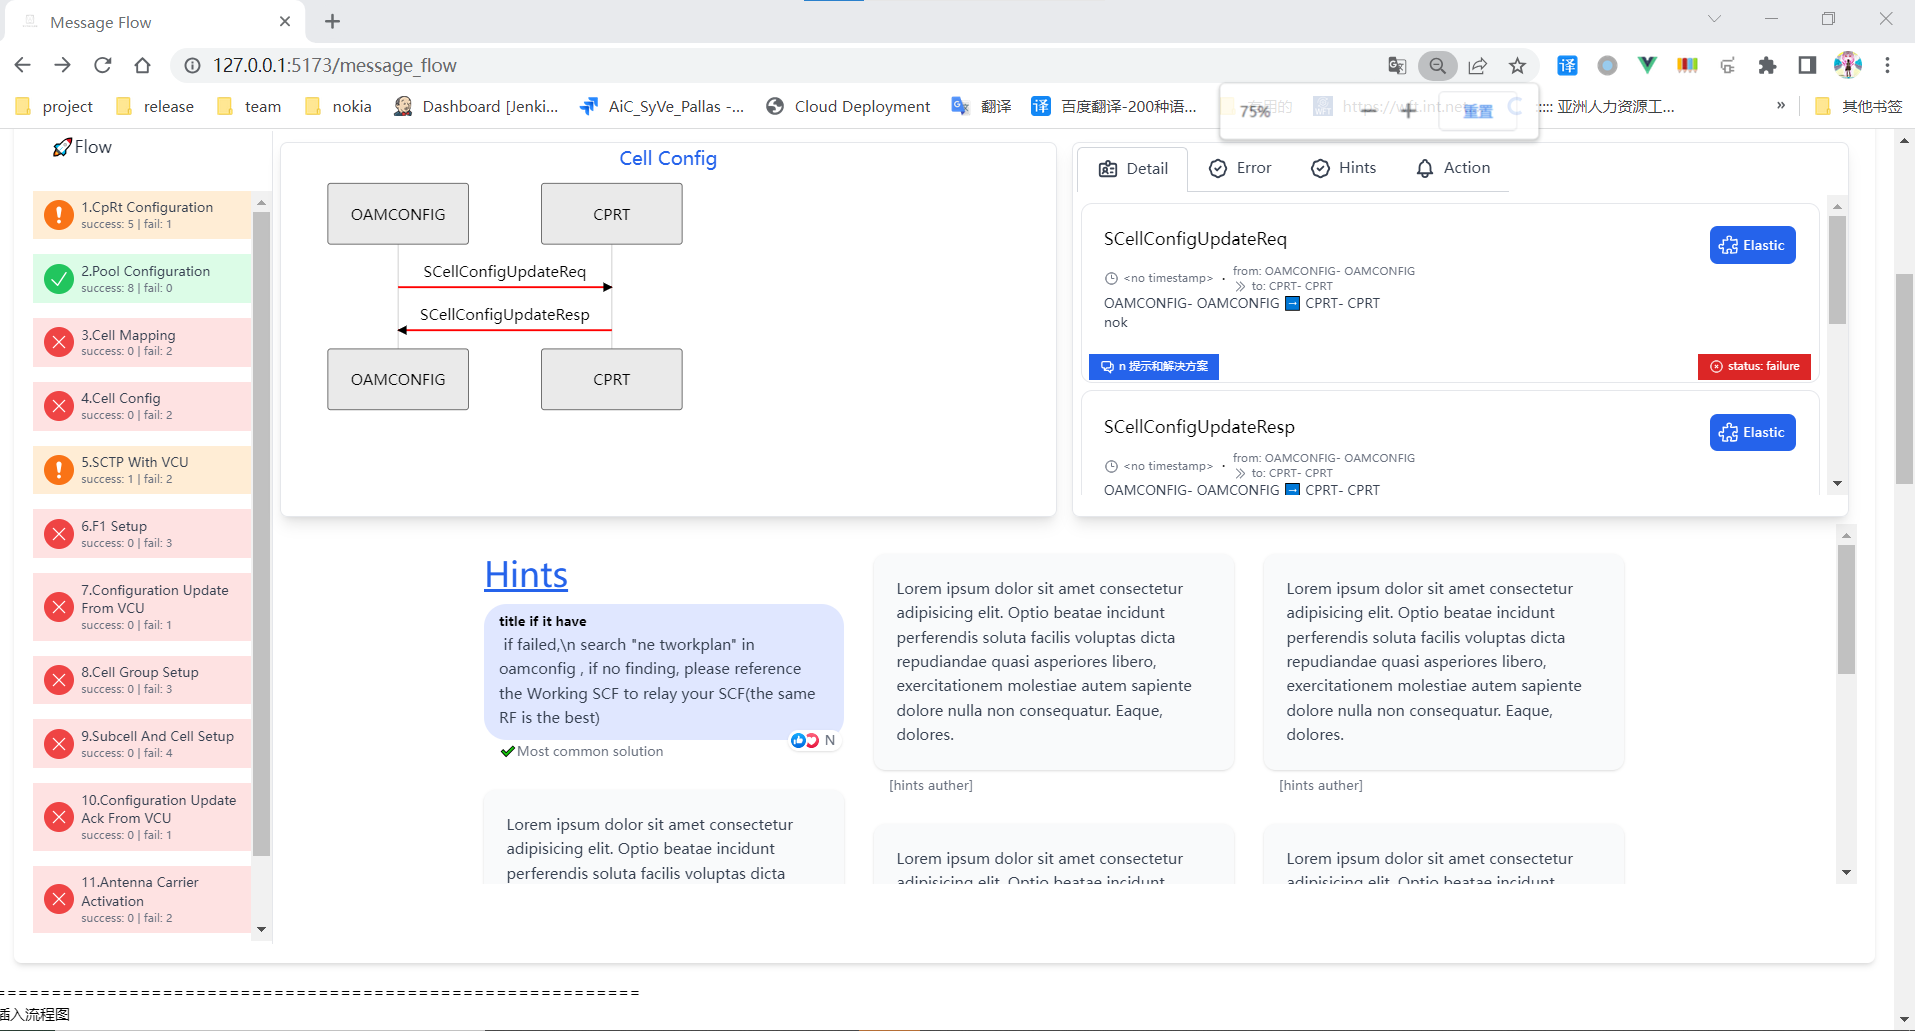 Message Flow
127.0.0.1:5173/message_flow
project
release
team
nokia
Dashboard [Jenki...
AiC_SyVe_Pallas -...
Cloud Deployment
翻译
百度翻译-200种语...
75%
重置
:::: 亚洲人力资源工...
»
其他书签
Flow
1.CpRt Configuration
success: 5 | fail: 1
2.Pool Configuration
success: 8 | fail: 0
3.Cell Mapping
success: 0 | fail: 2
4.Cell Config
success: 0 | fail: 2
5.SCTP With VCU
success: 1 | fail: 2
6.F1 Setup
success: 0 | fail: 3
7.Configuration Update
From VCU
success: 0 | fail: 1
8.Cell Group Setup
success: 0 | fail: 3
9.Subcell And Cell Setup
success: 0 | fail: 4
10.Configuration Update
Ack From VCU
success: 0 | fail: 1
11.Antenna Carrier
Activation
success: 0 | fail: 2
Cell Config
OAMCONFIG
CPRT
SCellConfigUpdateReq
SCellConfigUpdateResp
OAMCONFIG
CPRT
Detail
Error
Hints
Action
SCellConfigUpdateReq
Elastic
<no timestamp> · from: OAMCONFIG- OAMCONFIG
to: CPRT- CPRT
OAMCONFIG- OAMCONFIG ➡ CPRT- CPRT
nok
n 提示和解决方案
status: failure
SCellConfigUpdateResp
Elastic
<no timestamp> · from: OAMCONFIG- OAMCONFIG
to: CPRT- CPRT
OAMCONFIG- OAMCONFIG ➡ CPRT- CPRT
Hints
title if it have
if failed,\n search "ne tworkplan" in
oamconfig , if no finding, please reference
the Working SCF to relay your SCF(the same
RF is the best)
N
Most common solution
Lorem ipsum dolor sit amet consectetur
adipisicing elit. Optio beatae incidunt
perferendis soluta facilis voluptas dicta
Lorem ipsum dolor sit amet consectetur
adipisicing elit. Optio beatae incidunt
perferendis soluta facilis voluptas dicta
repudiandae quasi asperiores libero,
exercitationem molestiae autem sapiente
dolore nulla non consequatur. Eaque,
dolores.
[hints auther]
Lorem ipsum dolor sit amet consectetur
adipisicing elit. Optio beatae incidunt
Lorem ipsum dolor sit amet consectetur
adipisicing elit. Optio beatae incidunt
perferendis soluta facilis voluptas dicta
repudiandae quasi asperiores libero,
exercitationem molestiae autem sapiente
dolore nulla non consequatur. Eaque,
dolores.
[hints auther]
Lorem ipsum dolor sit amet consectetur
adipisicing elit. Optio beatae incidunt
==========================================================
插入流程图